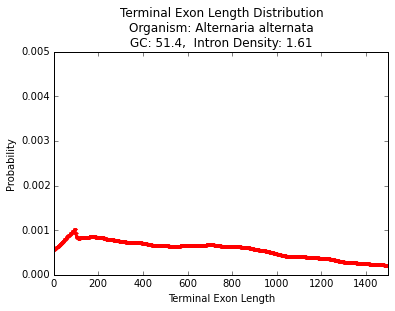 Terminal Exon Length Distribution
Organism: Alternaria alternata
GC: 51.4,  Intron Density: 1.61
0.005
0.004
0.003
0.002
0.001
0.000
Probability
0 200 400 600 800 1000 1200 1400
Terminal Exon Length